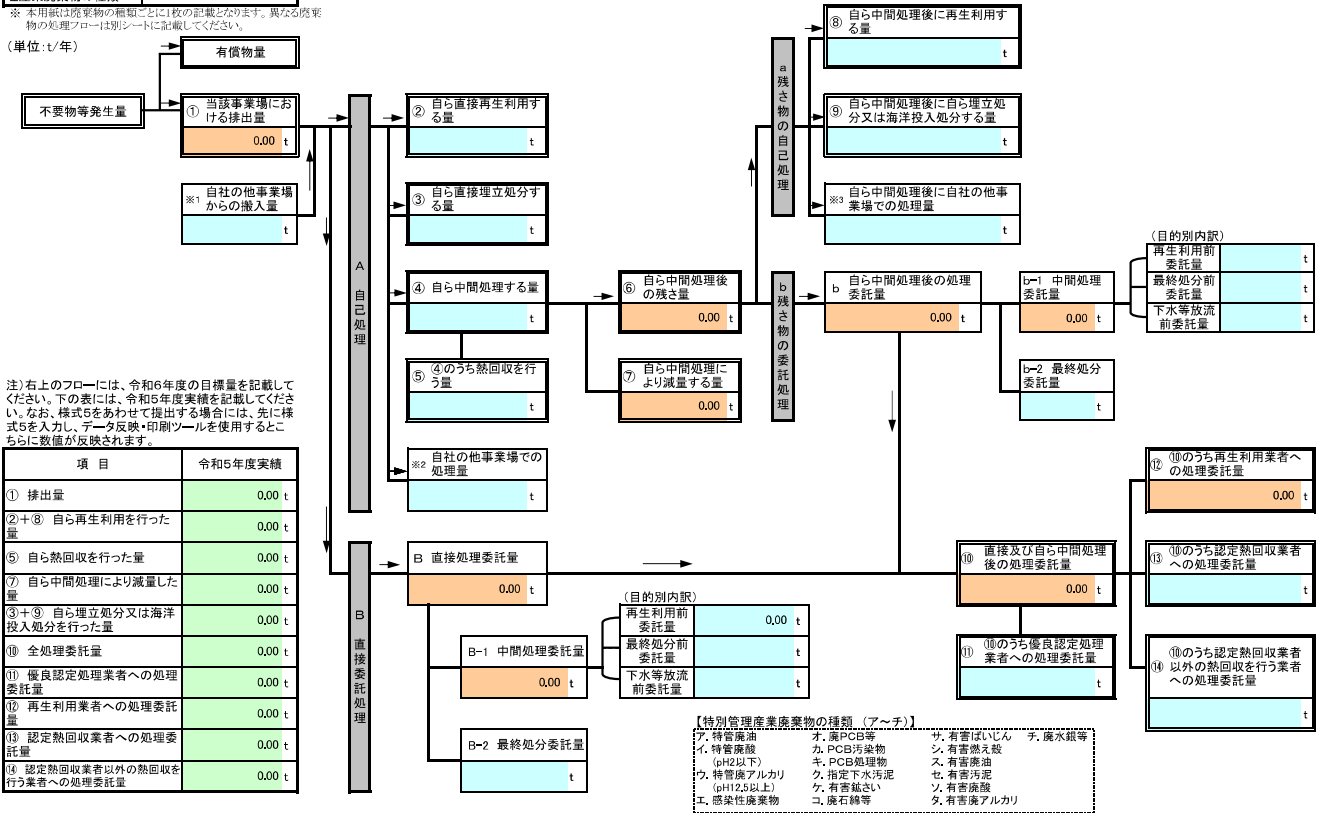 ※ 本用紙は廃棄物の種類ごとに1枚の記載となります。異なる廃棄
物の処理フローは別シートに記載してください。
(単位:t/年)
有償物量
不要物等発生量
① 当該事業場にお
ける排出量
0.00 t
※1 自社の他事業場
からの搬入量
t
A 自己処理
② 自ら直接再生利用す
る量
t
③ 自ら直接埋立処分す
る量
t
④ 自ら中間処理する量
t
⑤ ④のうち熱回収を行
う量
t
※2 自社の他事業場での
処理量
t
⑥ 自ら中間処理後
の残さ量
0.00 t
⑦ 自ら中間処理に
より減量する量
0.00 t
a 残さ物の自己処理
⑧ 自ら中間処理後に再生利用す
る量
t
⑨ 自ら中間処理後に自ら埋立処
分又は海洋投入処分する量
t
※3 自ら中間処理後に自社の他事
業場での処理量
t
b 残さ物の委託処理
b 自ら中間処理後の処理
委託量
0.00 t
b-1 中間処理
委託量
0.00 t
(目的別内訳)
再生利用前
委託量
t
最終処分前
委託量
t
下水等放流
前委託量
t
b-2 最終処分
委託量
t
注)右上のフローには、令和6年度の目標量を記載して
ください。下の表には、令和5年度実績を記載してくださ
い。なお、様式5をあわせて提出する場合には、先に様
式5を入力し、データ反映・印刷ツールを使用するとこ
ちらに数値が反映されます。
項 目 令和5年度実績
① 排出量 0.00 t
②+⑧ 自ら再生利用を行った
量 0.00 t
⑤ 自ら熱回収を行った量 0.00 t
⑦ 自ら中間処理により減量した
量 0.00 t
③+⑨ 自ら埋立処分又は海洋
投入処分を行った量 0.00 t
⑩ 全処理委託量 0.00 t
⑪ 優良認定処理業者への処理
委託量 0.00 t
⑫ 再生利用業者への処理委託
量 0.00 t
⑬ 認定熱回収業者への処理委
託量 0.00 t
⑭ 認定熱回収業者以外の熱回収を
行う業者への処理委託量 0.00 t
B 直接委託処理
B 直接処理委託量
0.00 t
B-1 中間処理委託量
0.00 t
(目的別内訳)
再生利用前
委託量
0.00 t
最終処分前
委託量
t
下水等放流
前委託量
t
B-2 最終処分委託量
t
⑩ 直接及び自ら中間処理
後の処理委託量
0.00 t
⑪ ⑩のうち優良認定処理
業者への処理委託量
t
⑫ ⑩のうち再生利用業者へ
の処理委託量
0.00 t
⑬ ⑩のうち認定熱回収業者
への処理委託量
t
⑭ ⑩のうち認定熱回収業者
以外の熱回収を行う業者
への処理委託量
t
【特別管理産業廃棄物の種類 (ア~チ)】
ア. 特管廃油 オ. 廃PCB等 サ. 有害ばいじん チ. 廃水銀等
イ. 特管廃酸 カ. PCB汚染物 シ. 有害燃え殻
(pH2以下) キ. PCB処理物 ス. 有害廃油
ウ. 特管廃アルカリ ク. 指定下水汚泥 セ. 有害汚泥
(pH12.5以上) ケ. 有害鉱さい ソ. 有害廃酸
エ. 感染性廃棄物 コ. 廃石綿等 タ. 有害廃アルカリ